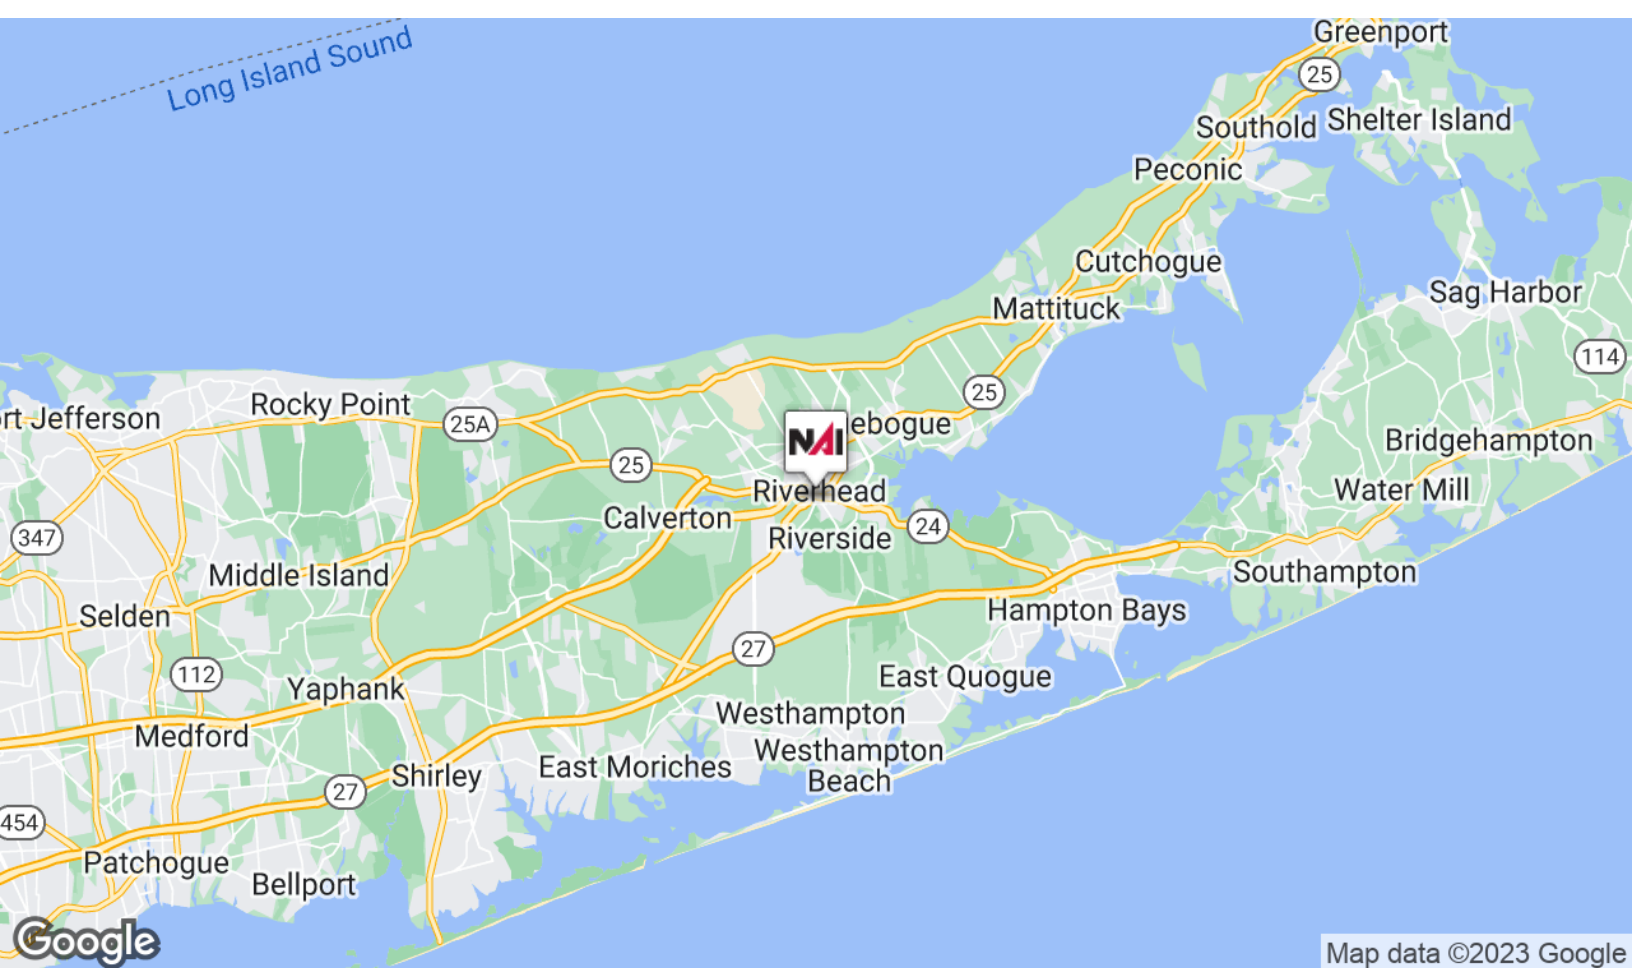 Greenport
Long Island Sound
25
Shelter Island
Southold
Peconic
Cutchogue
Sag Harbor
Mattituck
114
25
Rocky Point
rt Jefferson
25A
ebogue
NAI
Bridgehampton
25
Riverhead
Water Mill
Calverton
24
347
Riverside
Middle Island
Southampton
Selden
Hampton Bays
27
112
East Quogue
Yaphank
Westhampton
Medford
Westhampton
Beach
East Moriches
Shirley
27
454
Patchogue
Bellport
Google
Map data ©2023 Google